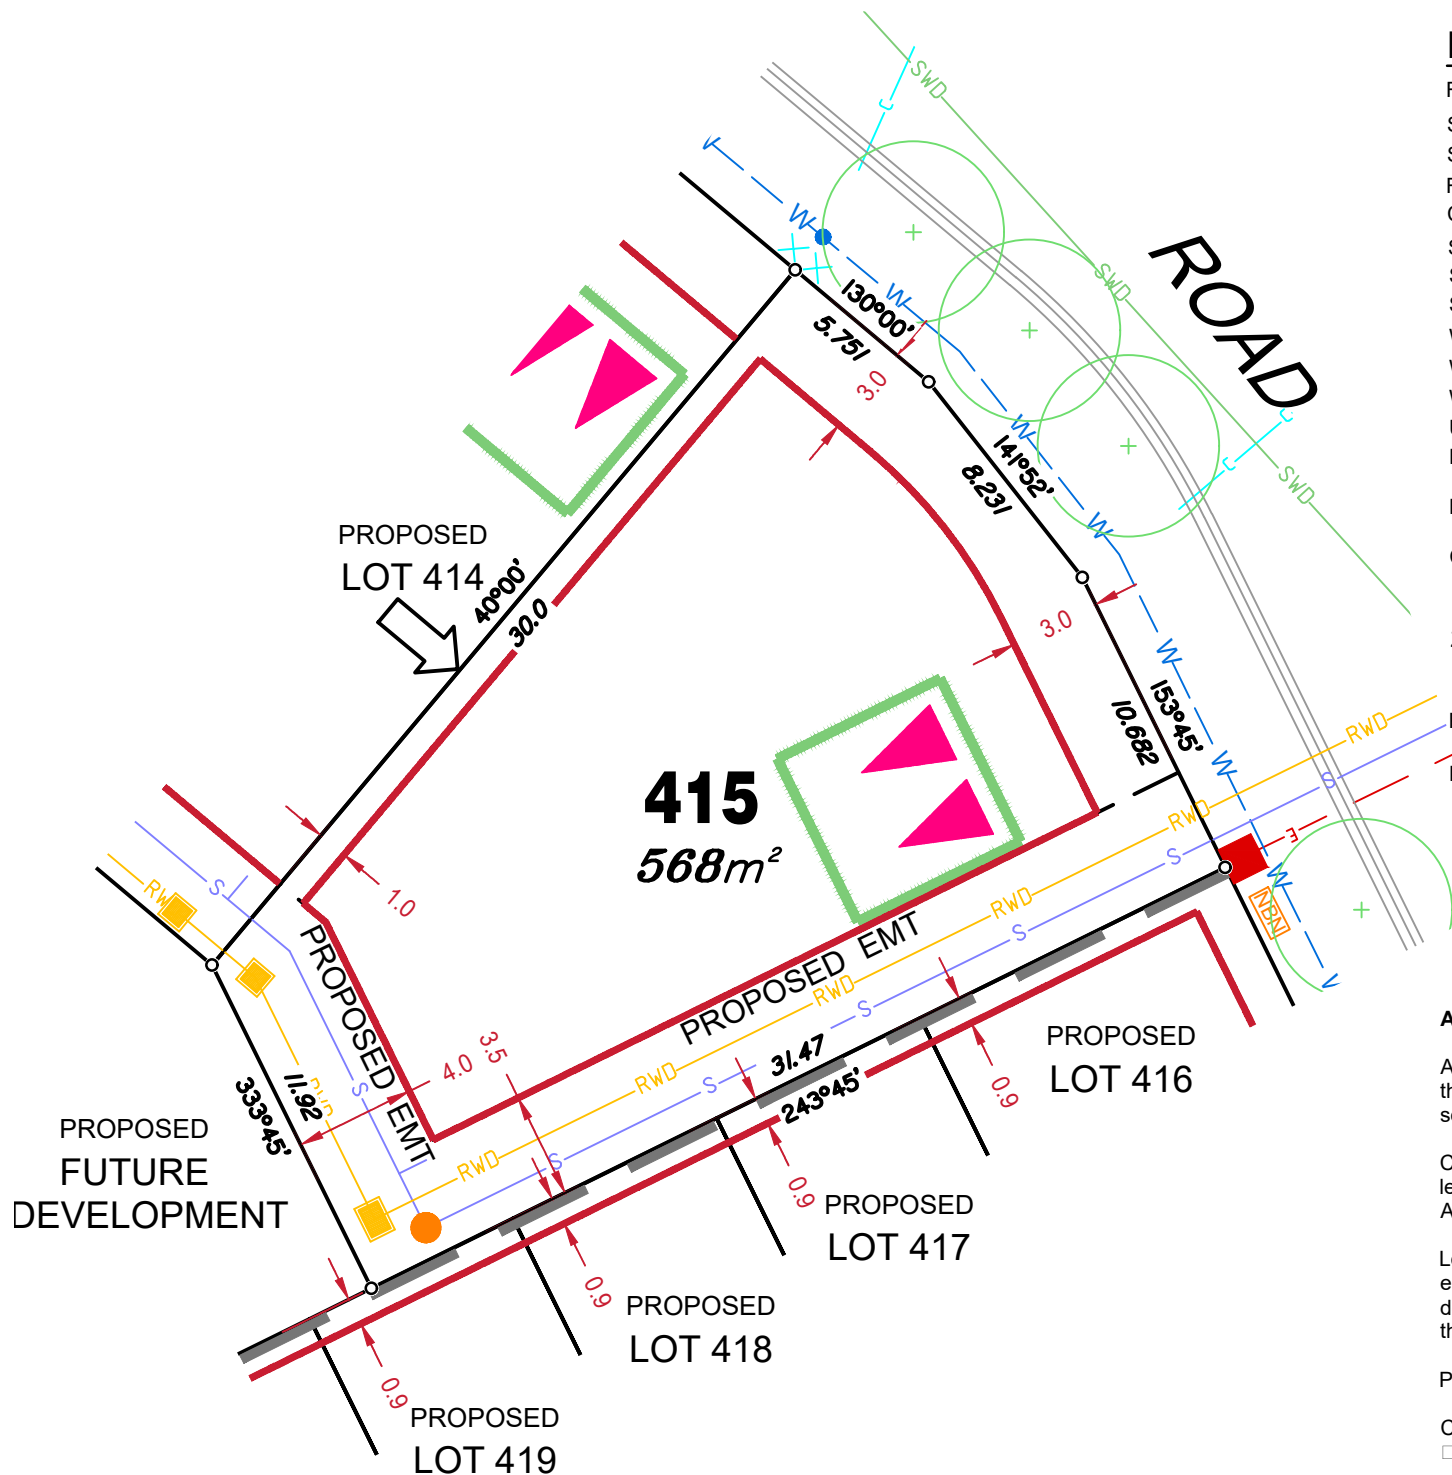 SWD
C
W
ROAD
130°00'
5.751
3.0
SWD
W
141°52'
8.231
W
SWD
C
W
PROPOSED
LOT 414
40°00'
30.0
3.0
W
153°45'
10.682
W
RWD
S
415
568m²
RWD
S
E
W
NBN
RWD
S
1.0
PROPOSED EMT
PROPOSED EMT
RWD
S
RWD
S
31.47
243°45'
PROPOSED
LOT 416
0.9
3.5
4.0
RWD
S
11.92
333°45'
S
PROPOSED
FUTURE
DEVELOPMENT
RWD
S
0.9
PROPOSED
LOT 417
0.9
PROPOSED
LOT 418
0.9
PROPOSED
LOT 419